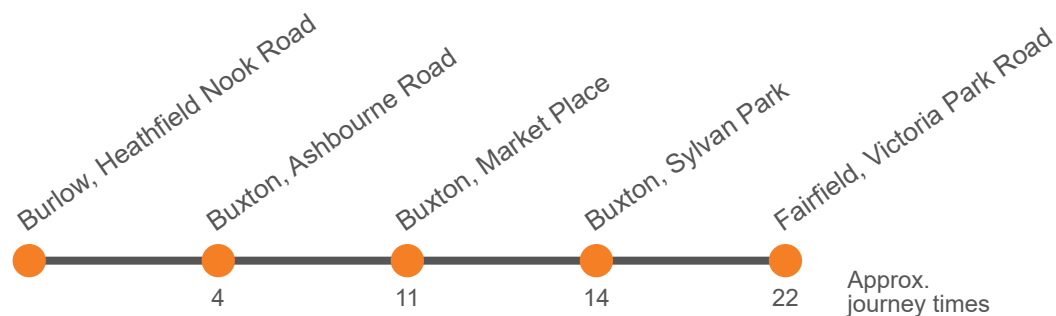 Burlow, Heathfield Nook Road
Buxton, Ashbourne Road
Buxton, Market Place
Buxton, Sylvan Park
Fairfield, Victoria Park Road
4
11
14
22
Approx.
journey times